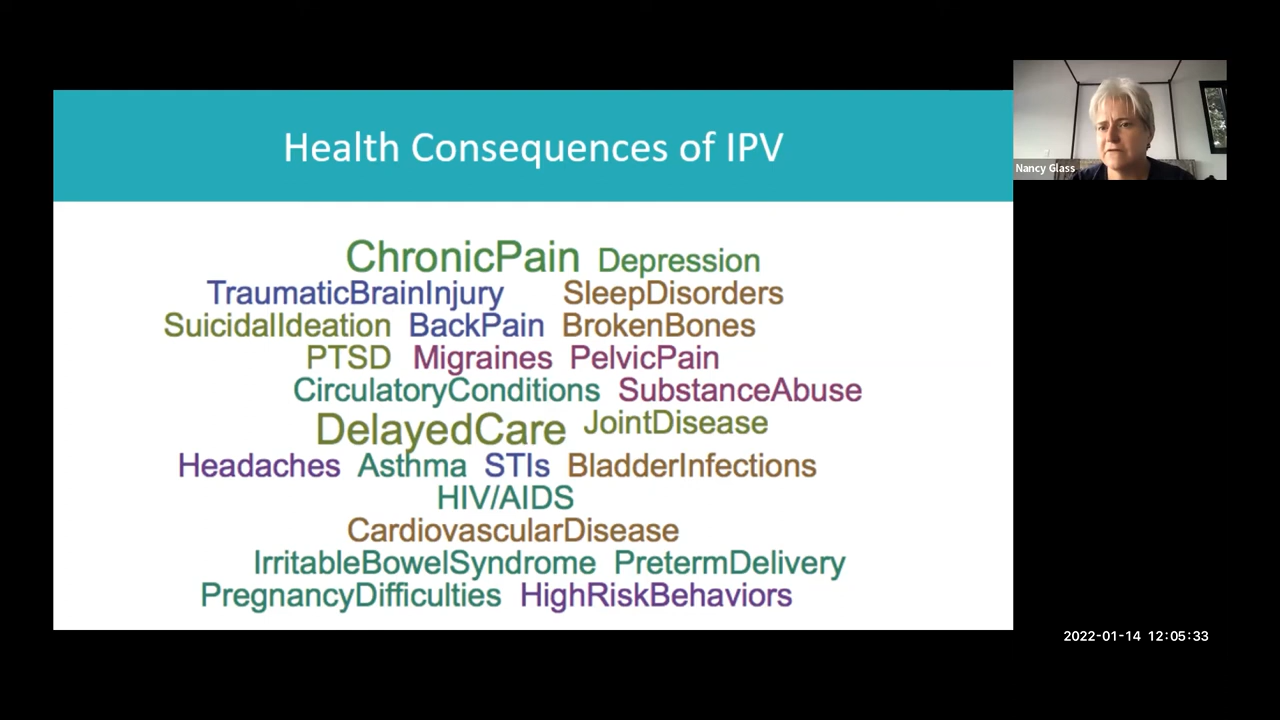 Health Consequences of IPV
Nancy Glass
ChronicPain Depression
TraumaticBrainInjury SleepDisorders
SuicidalIdeation BackPain BrokenBones
PTSD Migraines PelvicPain
CirculatoryConditions SubstanceAbuse
DelayedCare JointDisease
Headaches Asthma STIs BladderInfections
HIV/AIDS
CardiovascularDisease
IrritableBowelSyndrome PretermDelivery
PregnancyDifficulties HighRiskBehaviors
2022-01-14 12:05:33